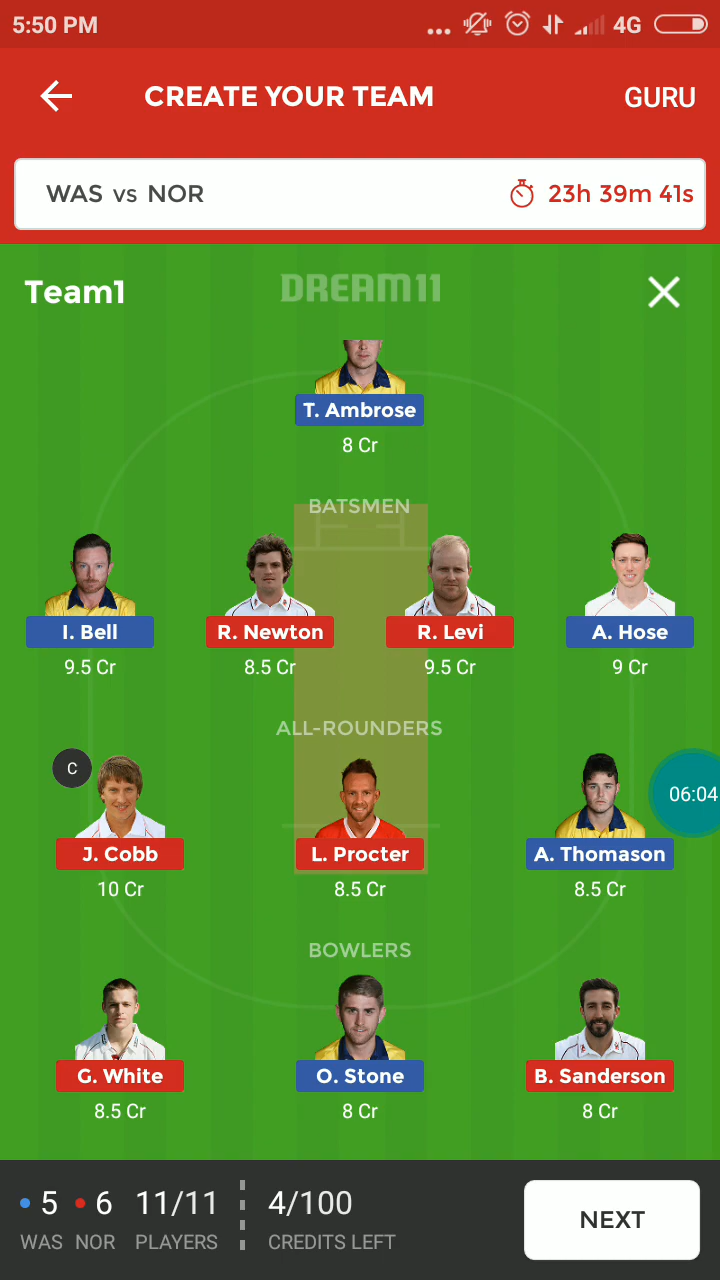 5:50 PM ... 4G
CREATE YOUR TEAM GURU
WAS vs NOR 23h 39m 41s
Team1 DREAM11
T. Ambrose
8 Cr
BATSMEN
I. Bell R. Newton R. Levi A. Hose
9.5 Cr 8.5 Cr 9.5 Cr 9 Cr
ALL-ROUNDERS
C 06:04
J. Cobb L. Procter A. Thomason
10 Cr 8.5 Cr 8.5 Cr
BOWLERS
G. White O. Stone B. Sanderson
8.5 Cr 8 Cr 8 Cr
5 6 11/11 4/100 NEXT
WAS NOR PLAYERS CREDITS LEFT